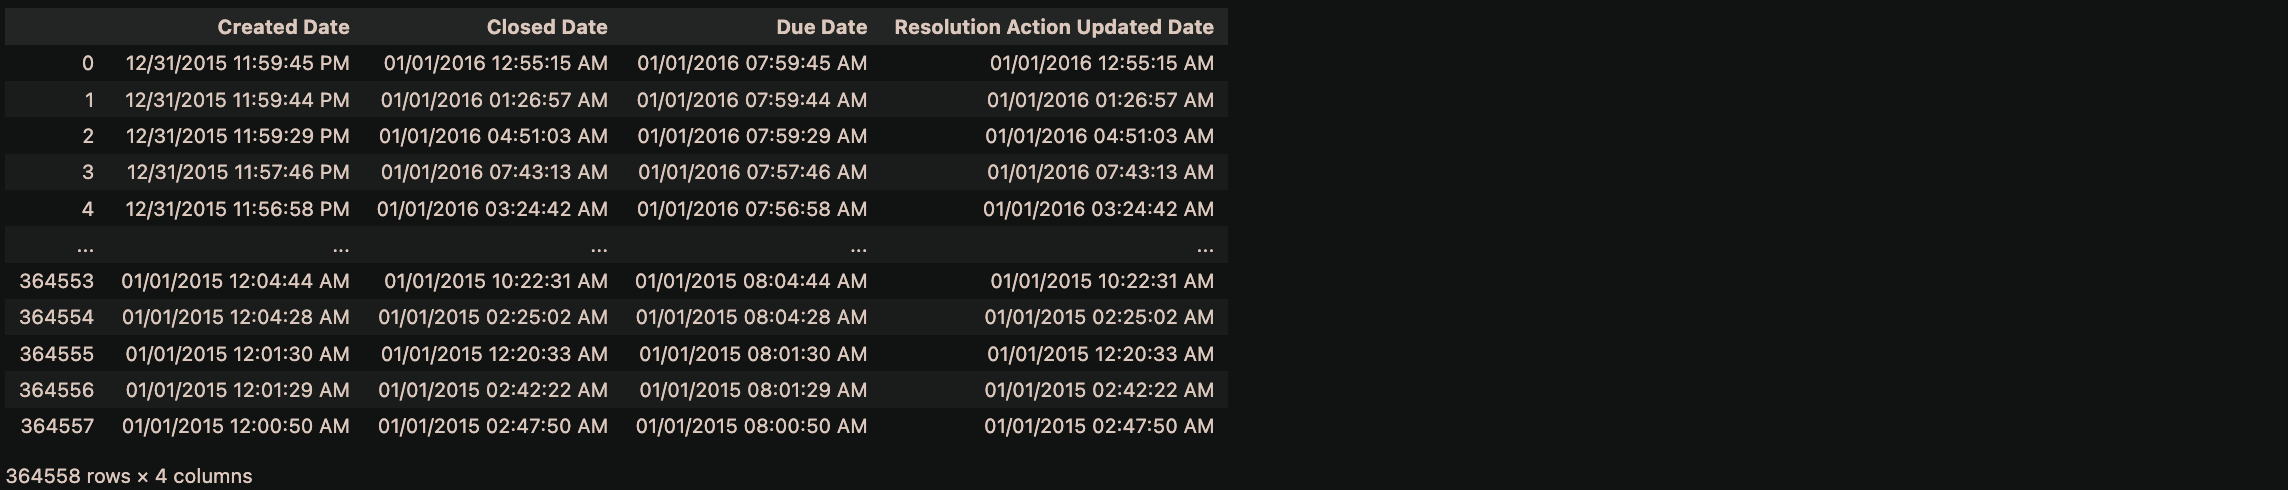 Created Date Closed Date Due Date Resolution Action Updated Date
0 12/31/2015 11:59:45 PM 01/01/2016 12:55:15 AM 01/01/2016 07:59:45 AM 01/01/2016 12:55:15 AM
1 12/31/2015 11:59:44 PM 01/01/2016 01:26:57 AM 01/01/2016 07:59:44 AM 01/01/2016 01:26:57 AM
2 12/31/2015 11:59:29 PM 01/01/2016 04:51:03 AM 01/01/2016 07:59:29 AM 01/01/2016 04:51:03 AM
3 12/31/2015 11:57:46 PM 01/01/2016 07:43:13 AM 01/01/2016 07:57:46 AM 01/01/2016 07:43:13 AM
4 12/31/2015 11:56:58 PM 01/01/2016 03:24:42 AM 01/01/2016 07:56:58 AM 01/01/2016 03:24:42 AM
... ... ... ... ...
364553 01/01/2015 12:04:44 AM 01/01/2015 10:22:31 AM 01/01/2015 08:04:44 AM 01/01/2015 10:22:31 AM
364554 01/01/2015 12:04:28 AM 01/01/2015 02:25:02 AM 01/01/2015 08:04:28 AM 01/01/2015 02:25:02 AM
364555 01/01/2015 12:01:30 AM 01/01/2015 12:20:33 AM 01/01/2015 08:01:30 AM 01/01/2015 12:20:33 AM
364556 01/01/2015 12:01:29 AM 01/01/2015 02:42:22 AM 01/01/2015 08:01:29 AM 01/01/2015 02:42:22 AM
364557 01/01/2015 12:00:50 AM 01/01/2015 02:47:50 AM 01/01/2015 08:00:50 AM 01/01/2015 02:47:50 AM
364558 rows × 4 columns